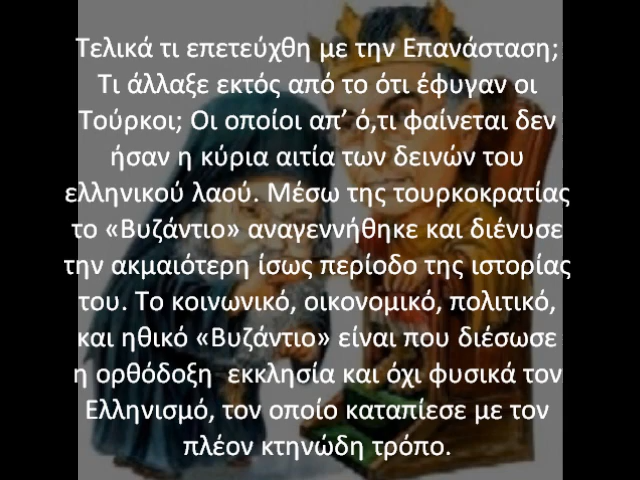 Τελικά τι επετεύχθη με την Επανάσταση;
Τι άλλαξε εκτός από το ότι έφυγαν οι
Τούρκοι; Οι οποίοι απ’ ό,τι φαίνεται δεν
ήσαν η κύρια αιτία των δεινών του
ελληνικού λαού. Μέσω της τουρκοκρατίας
το «Βυζάντιο» αναγεννήθηκε και διένυσε
την ακμαιότερη ίσως περίοδο της ιστορίας
του. Το κοινωνικό, οικονομικό, πολιτικό,
και ηθικό «Βυζάντιο» είναι που διέσωσε
η ορθόδοξη εκκλησία και όχι φυσικά τον
Ελληνισμό, τον οποίο καταπίεσε με τον
πλέον κτηνώδη τρόπο.